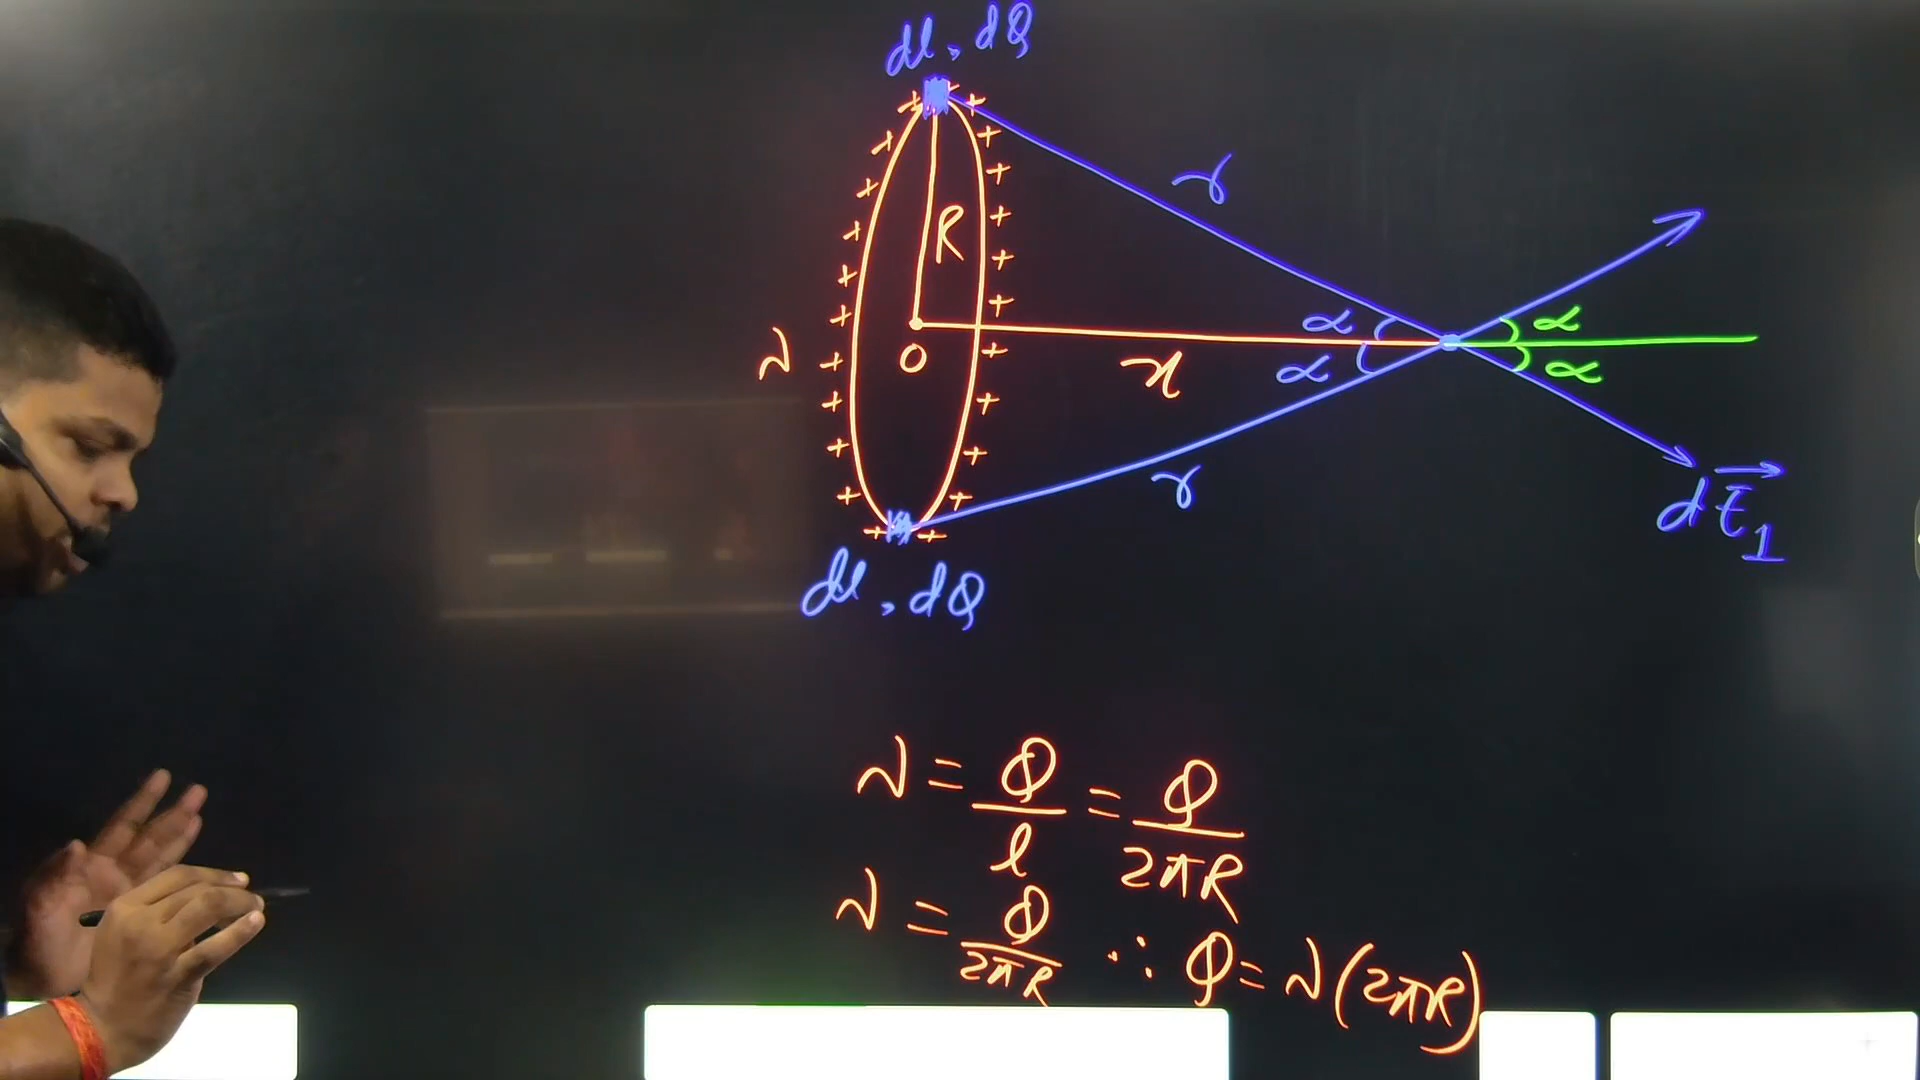 dl, dQ
r
R
λ
O
x
α
α
α
α
r
dE⃗₁
dl, dQ
λ = Q/l = Q/2πR
λ = Q/2πR ∴ Q = λ(2πR)